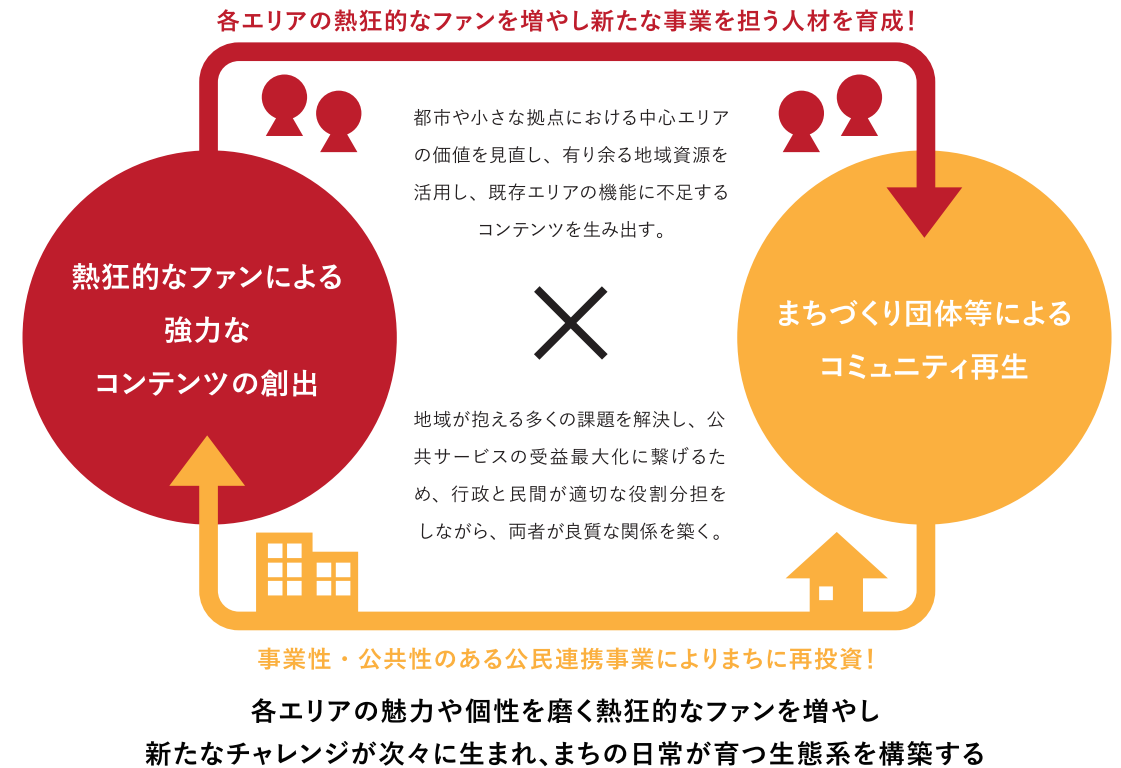 各エリアの熱狂的なファンを増やし新たな事業を担う人材を育成！
都市や小さな拠点における中心エリア
の価値を見直し、有り余る地域資源を
活用し、既存エリアの機能に不足する
コンテンツを生み出す。
熱狂的なファンによる
強力な
コンテンツの創出
まちづくり団体等による
コミュニティ再生
地域が抱える多くの課題を解決し、公
共サービスの受益最大化に繋げるた
め、行政と民間が適切な役割分担を
しながら、両者が良質な関係を築く。
事業性・公共性のある公民連携事業によりまちに再投資！
各エリアの魅力や個性を磨く熱狂的なファンを増やし
新たなチャレンジが次々に生まれ、まちの日常が育つ生態系を構築する